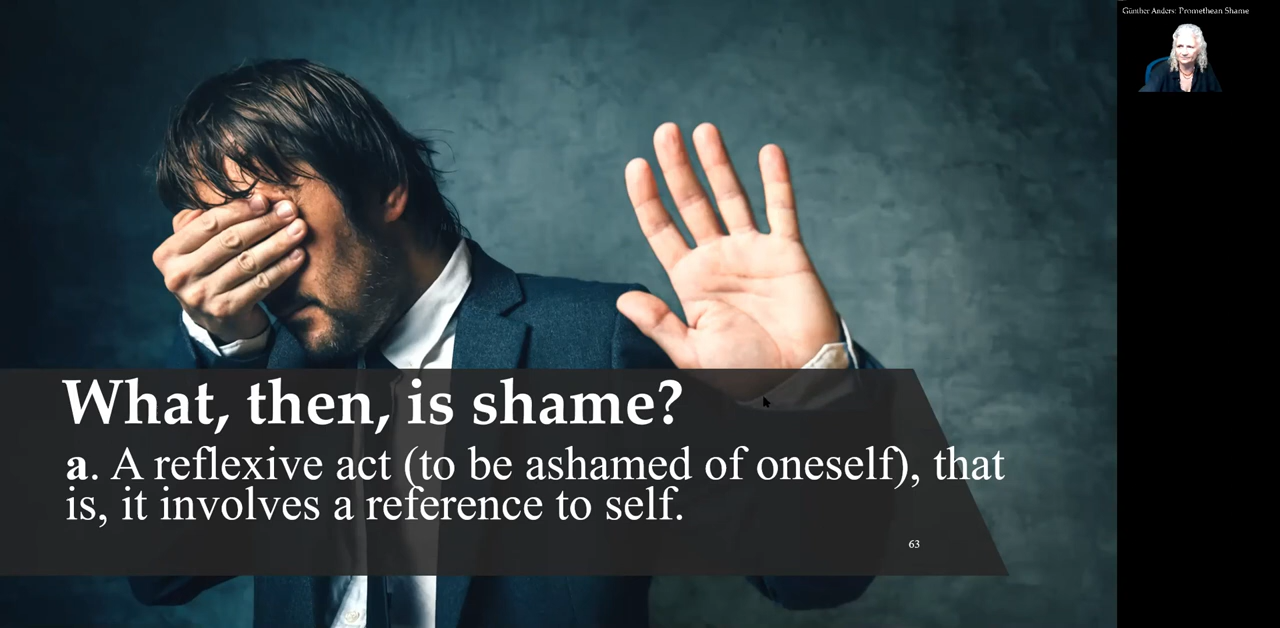 Günther Anders: Promethean Shame
What, then, is shame?
a. A reflexive act (to be ashamed of oneself), that
is, it involves a reference to self.
63